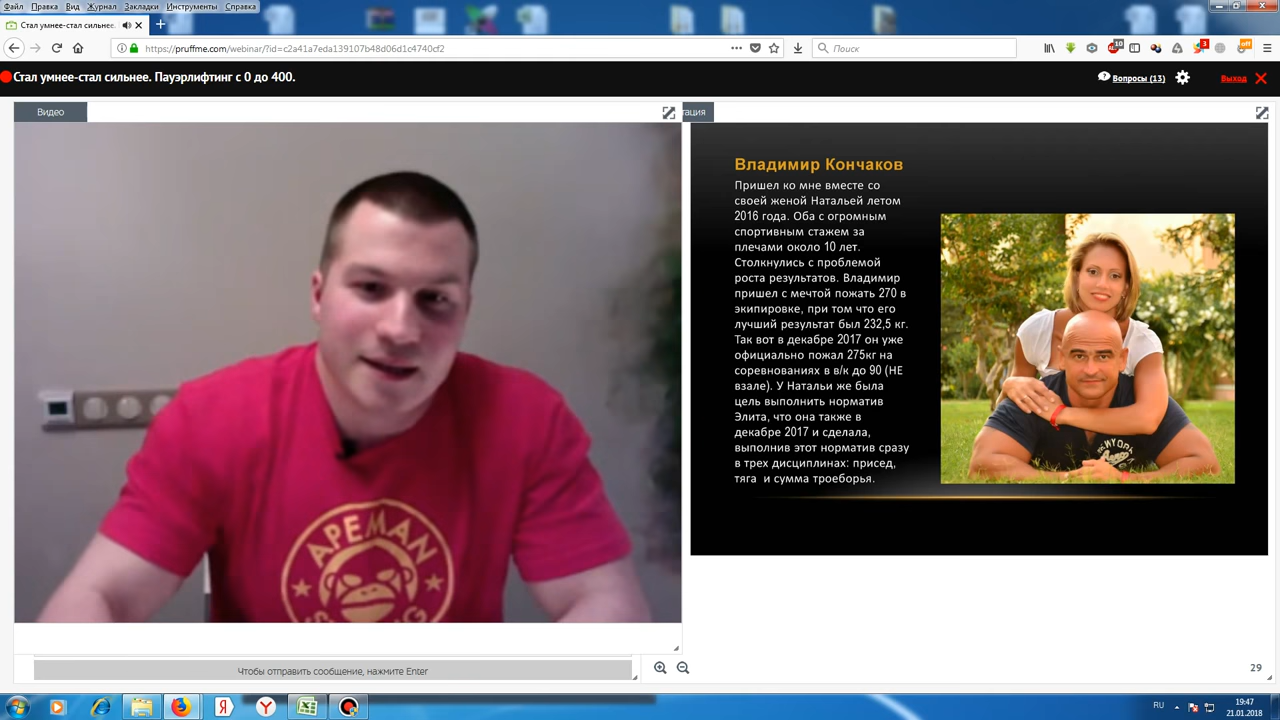 Файл Правка Вид Журнал Закладки Инструменты Справка
Стал умнее-стал сильнее.
https://pruffme.com/webinar/?id=c2a41a7eda139107b48d06d1c4740cf2
Поиск
10
3
off
Стал умнее-стал сильнее. Пауэрлифтинг с 0 до 400.
Вопросы (13)
Выход
Видео
тация
Владимир Кончаков
Пришел ко мне вместе со
своей женой Натальей летом
2016 года. Оба с огромным
спортивным стажем за
плечами около 10 лет.
Столкнулись с проблемой
роста результатов. Владимир
пришел с мечтой пожать 270 в
экипировке, при том что его
лучший результат был 232,5 кг.
Так вот в декабре 2017 он уже
официально пожал 275кг на
соревнованиях в в/к до 90 (НЕ
взале). У Натальи же была
цель выполнить норматив
Элита, что она также в
декабре 2017 и сделала,
выполнив этот норматив сразу
в трех дисциплинах: присед,
тяга и сумма троеборья.
APEMAN
Чтобы отправить сообщение, нажмите Enter
29
RU
19:47
21.01.2018